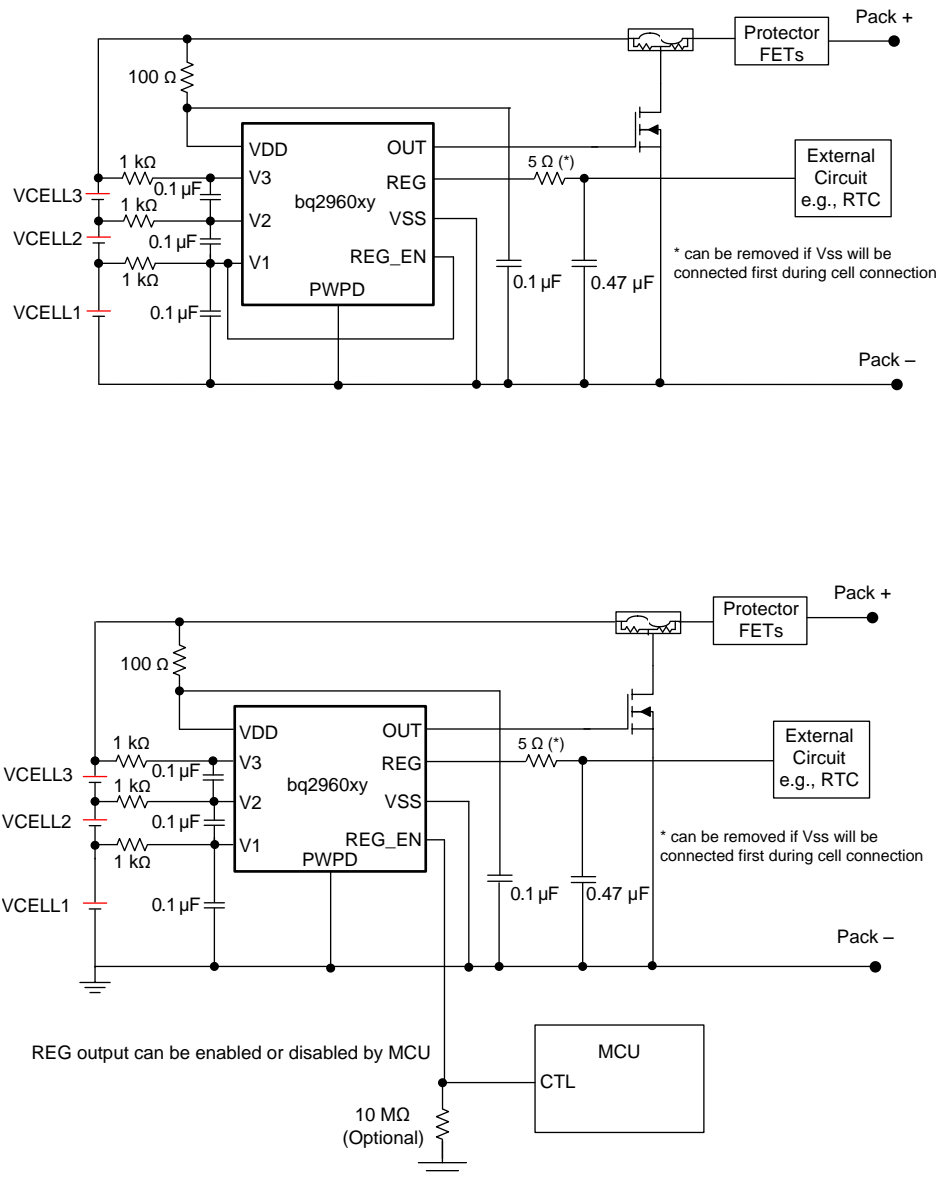 Pack +
Protector
FETs
100 Ω
VDD
OUT
1 kΩ
V3
0.1 µF
REG
5 Ω (*)
External
Circuit
e.g., RTC
VCELL3
1 kΩ
bq2960xy
V2
VSS
VCELL2
0.1 µF
V1
REG_EN
* can be removed if Vss will be
connected first during cell connection
1 kΩ
PWPD
0.1 µF
0.47 µF
VCELL1
0.1 µF
Pack –
Pack +
Protector
FETs
100 Ω
VDD
OUT
1 kΩ
V3
0.1 µF
REG
5 Ω (*)
External
Circuit
e.g., RTC
VCELL3
1 kΩ
bq2960xy
V2
VSS
VCELL2
0.1 µF
V1
REG_EN
* can be removed if Vss will be
connected first during cell connection
1 kΩ
PWPD
0.1 µF
0.47 µF
VCELL1
0.1 µF
Pack –
REG output can be enabled or disabled by MCU
MCU
CTL
10 MΩ
(Optional)